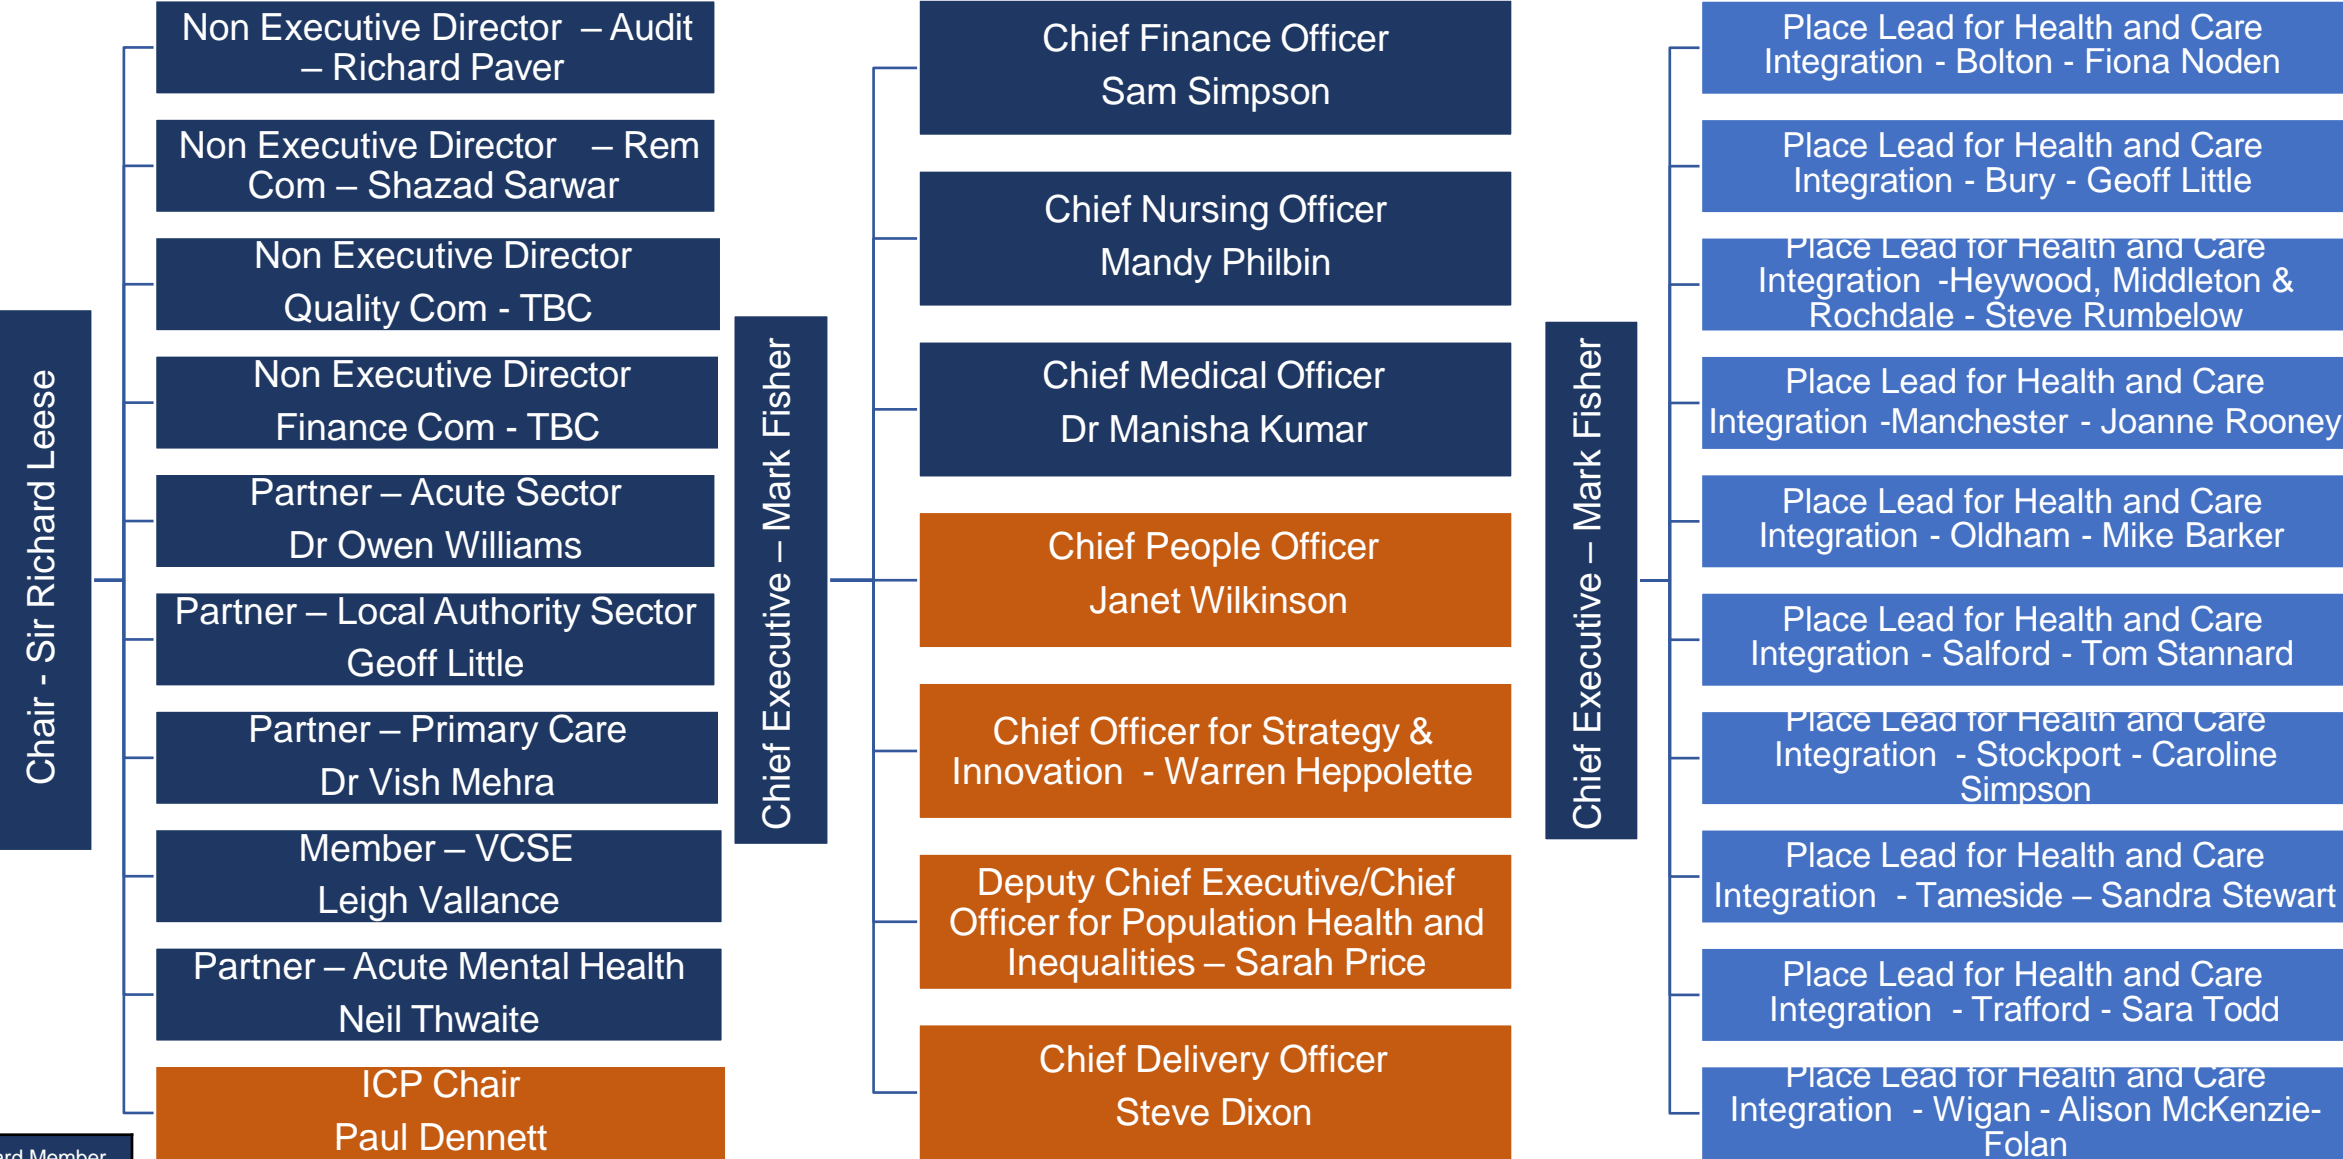 Chair - Sir Richard Leese
Non Executive Director – Audit
– Richard Paver
Non Executive Director – Rem
Com – Shazad Sarwar
Non Executive Director
Quality Com - TBC
Non Executive Director
Finance Com - TBC
Partner – Acute Sector
Dr Owen Williams
Partner – Local Authority Sector
Geoff Little
Partner – Primary Care
Dr Vish Mehra
Member – VCSE
Leigh Vallance
Partner – Acute Mental Health
Neil Thwaite
ICP Chair
Paul Dennett
Member
Chief Executive – Mark Fisher
Chief Finance Officer
Sam Simpson
Chief Nursing Officer
Mandy Philbin
Chief Medical Officer
Dr Manisha Kumar
Chief People Officer
Janet Wilkinson
Chief Officer for Strategy &
Innovation - Warren Heppolette
Deputy Chief Executive/Chief
Officer for Population Health and
Inequalities – Sarah Price
Chief Delivery Officer
Steve Dixon
Chief Executive – Mark Fisher
Place Lead for Health and Care
Integration - Bolton - Fiona Noden
Place Lead for Health and Care
Integration - Bury - Geoff Little
Place Lead for Health and Care
Integration -Heywood, Middleton &
Rochdale - Steve Rumbelow
Place Lead for Health and Care
Integration -Manchester - Joanne Rooney
Place Lead for Health and Care
Integration - Oldham - Mike Barker
Place Lead for Health and Care
Integration - Salford - Tom Stannard
Place Lead for Health and Care
Integration - Stockport - Caroline
Simpson
Place Lead for Health and Care
Integration - Tameside – Sandra Stewart
Place Lead for Health and Care
Integration - Trafford - Sara Todd
Place Lead for Health and Care
Integration - Wigan - Alison McKenzie-
Folan